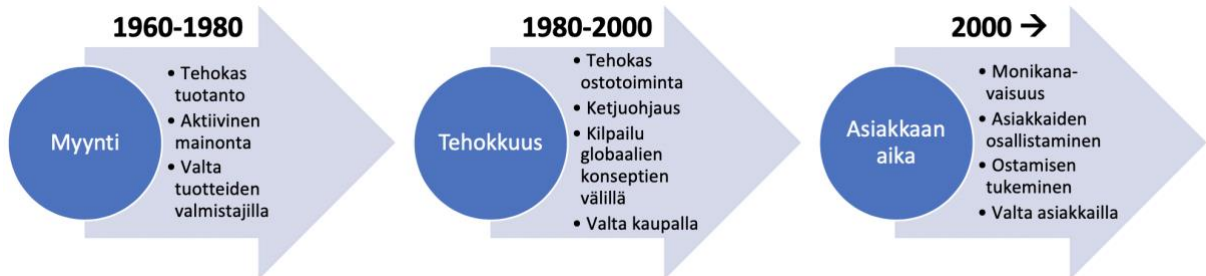 1960-1980
Myynti
• Tehokas
tuotanto
• Aktiivinen
mainonta
• Valta
tuotteiden
valmistajilla
1980-2000
Tehokkuus
• Tehokas
ostotoiminta
• Ketjuohjaus
• Kilpailu
globaalien
konseptien
välillä
• Valta kaupalla
2000 →
Asiakkaan
aika
• Monikana-
vaisuus
• Asiakkaiden
osallistaminen
• Ostamisen
tukeminen
• Valta asiakkailla